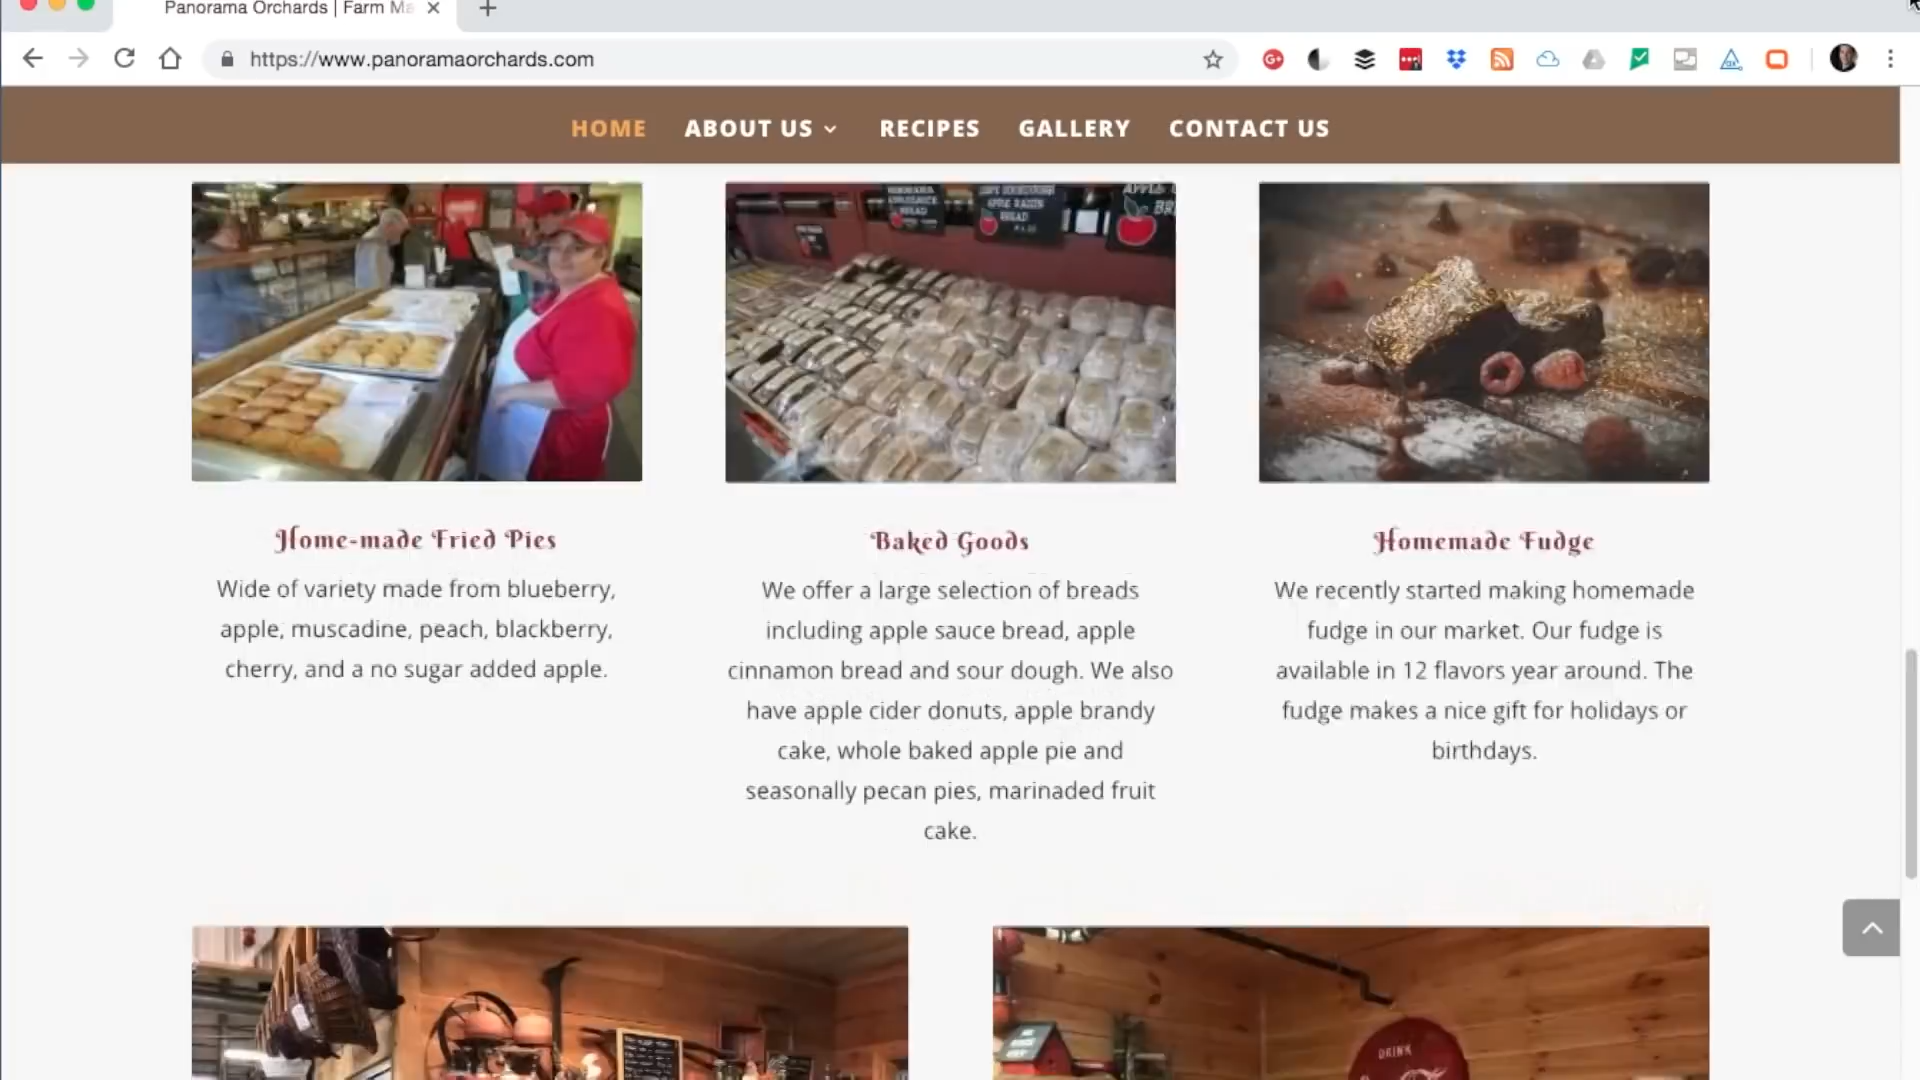 Panorama Orchards | Farm Ma
https://www.panoramaorchards.com
HOME ABOUT US RECIPES GALLERY CONTACT US
BREAD
APPLE RAISIN
BREAD
Home-made Fried Pies
Wide of variety made from blueberry,
apple, muscadine, peach, blackberry,
cherry, and a no sugar added apple.
Baked Goods
We offer a large selection of breads
including apple sauce bread, apple
cinnamon bread and sour dough. We also
have apple cider donuts, apple brandy
cake, whole baked apple pie and
seasonally pecan pies, marinaded fruit
cake.
Homemade Fudge
We recently started making homemade
fudge in our market. Our fudge is
available in 12 flavors year around. The
fudge makes a nice gift for holidays or
birthdays.
DRINK